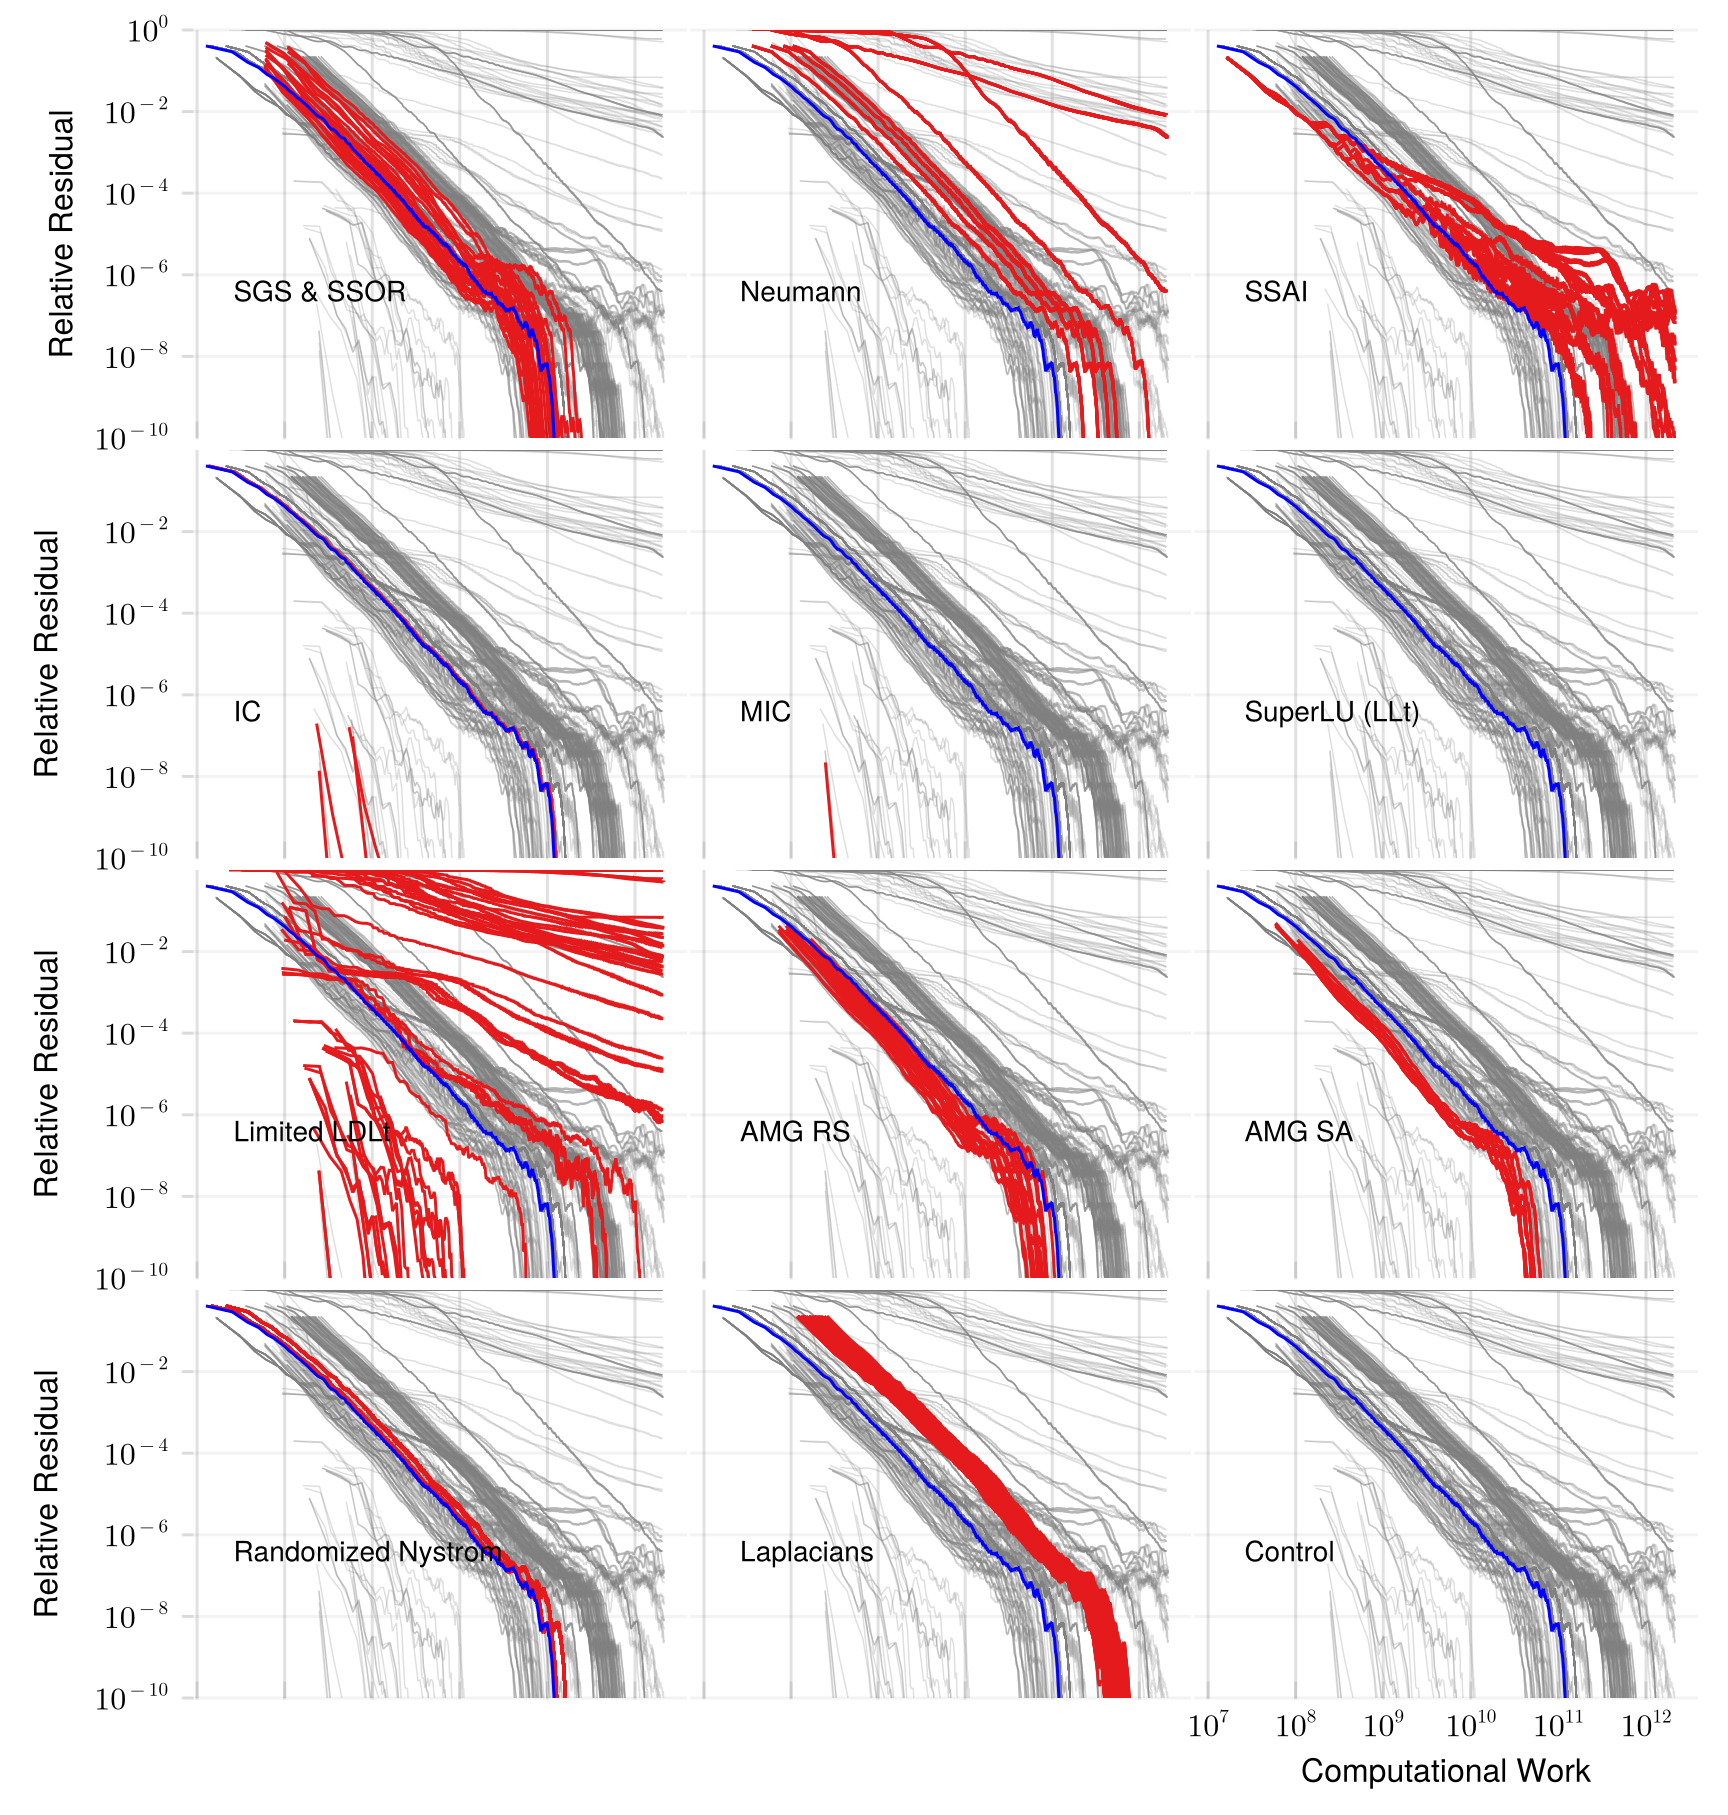 10^0
10^-2
10^-4
10^-6
10^-8
10^-10
Relative Residual
SGS & SSOR
Neumann
SSAI
10^-2
10^-4
10^-6
10^-8
10^-10
Relative Residual
IC
MIC
SuperLU (LLt)
10^-2
10^-4
10^-6
10^-8
10^-10
Relative Residual
Limited LDLt
AMG RS
AMG SA
10^-2
10^-4
10^-6
10^-8
10^-10
Relative Residual
Randomized Nystrom
Laplacians
Control
10^7 10^8 10^9 10^10 10^11 10^12
Computational Work